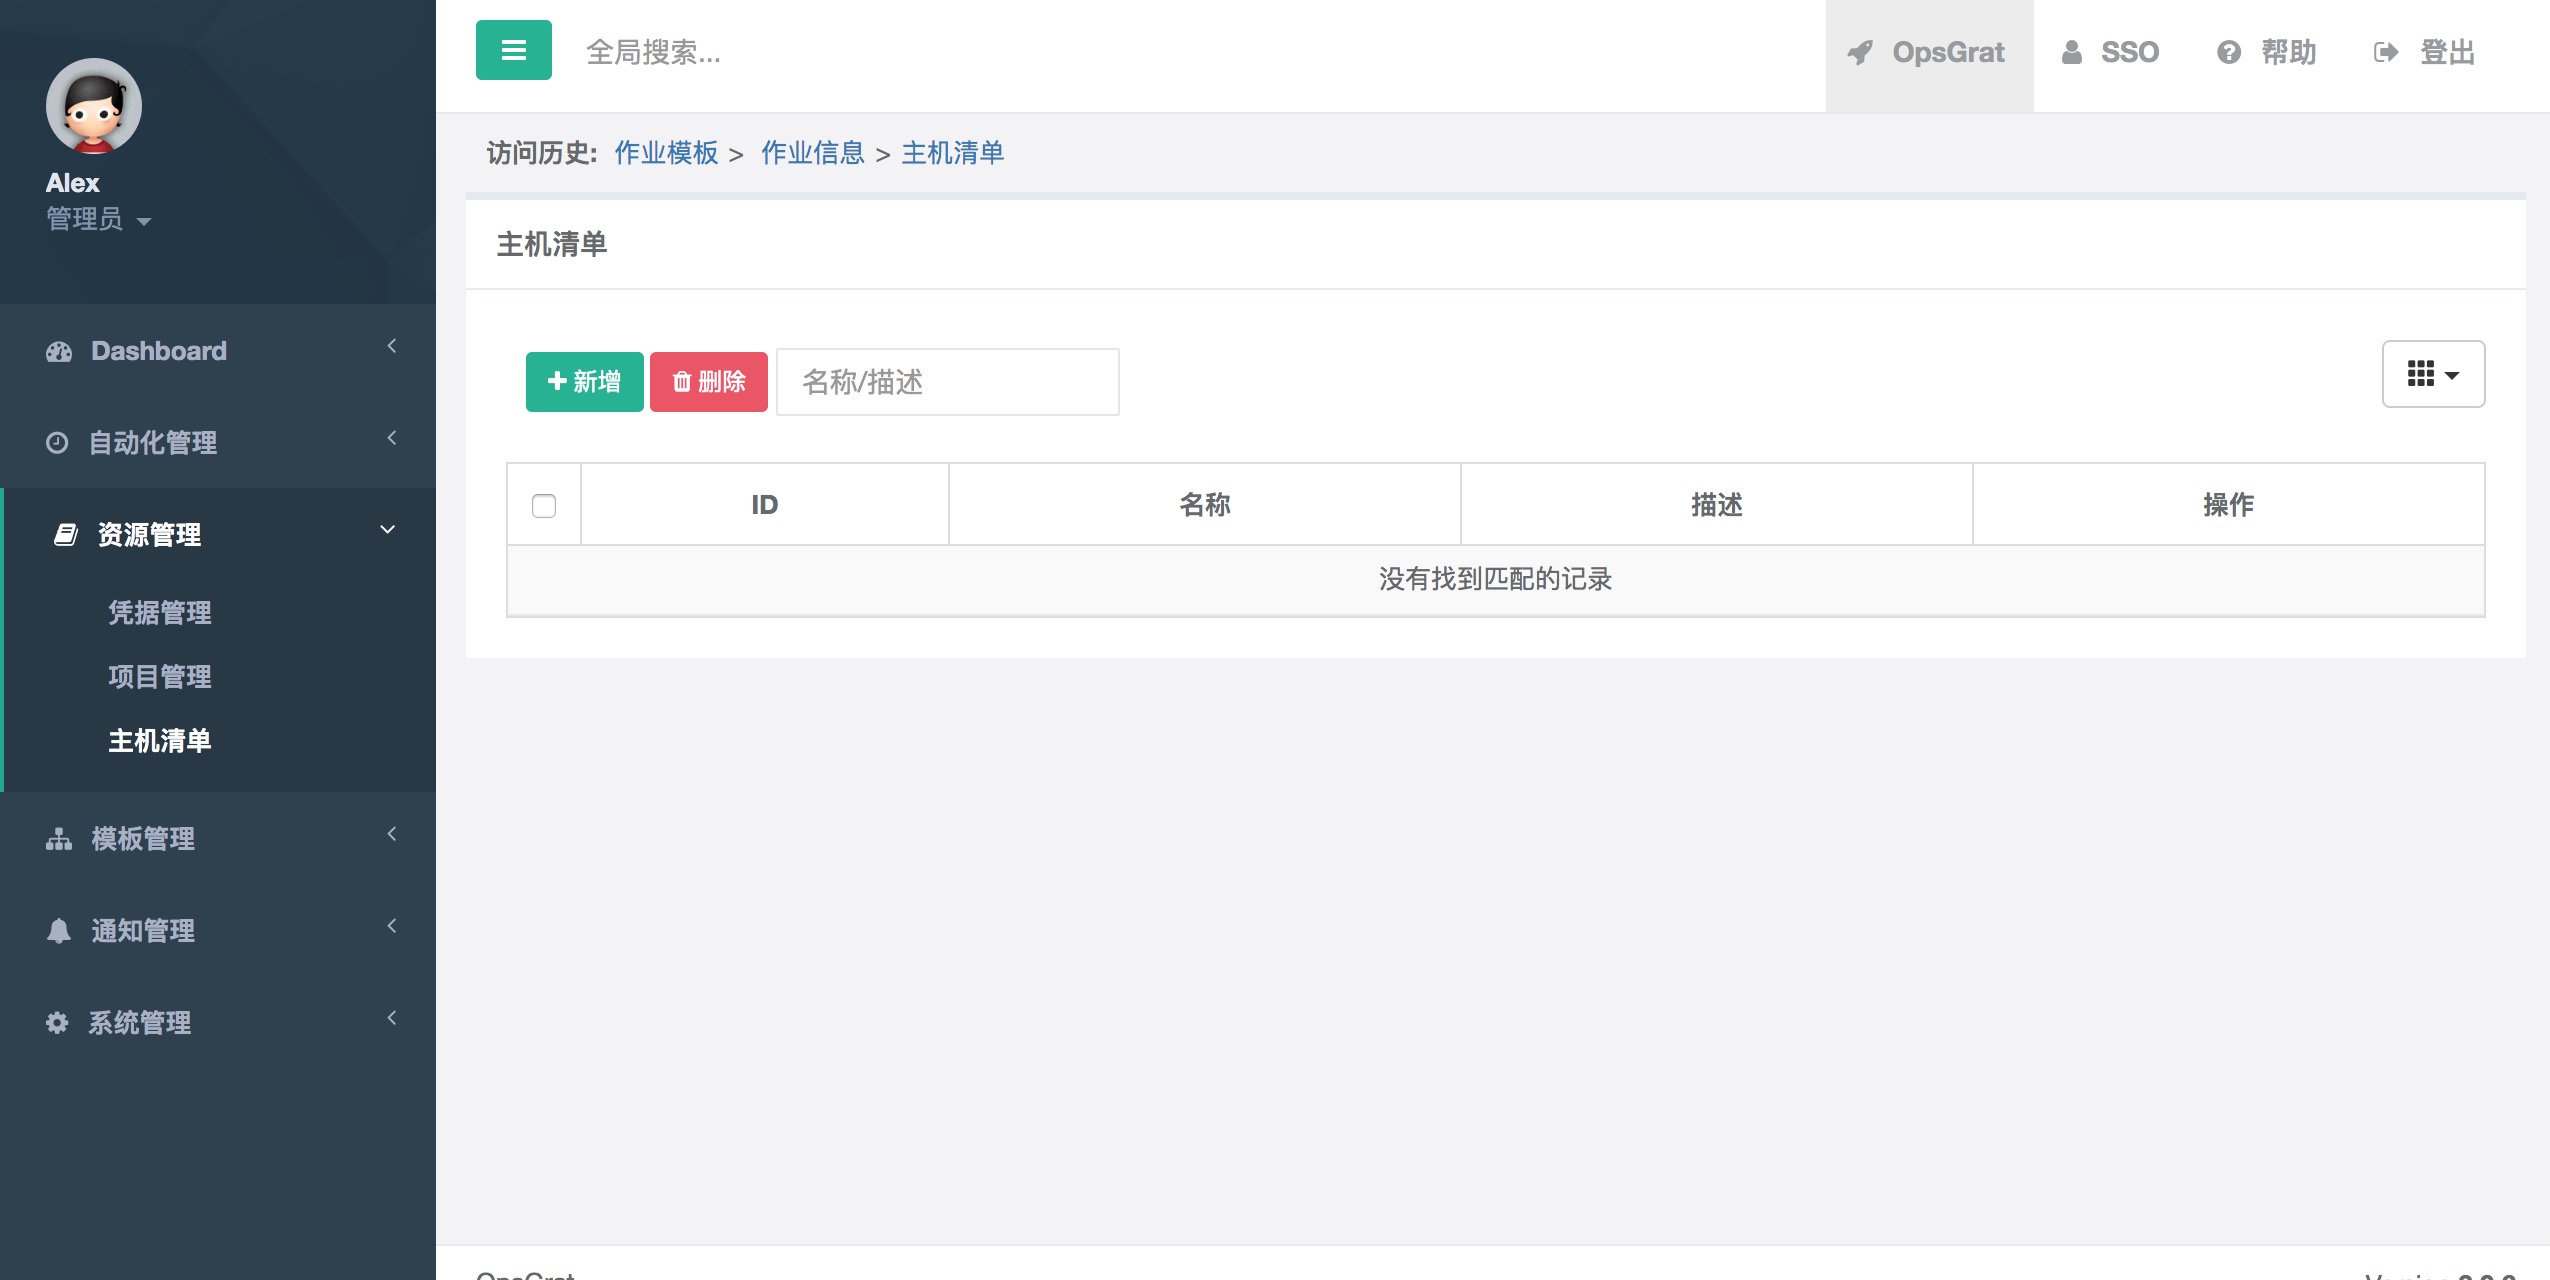 Alex
管理员
Dashboard
自动化管理
资源管理
凭据管理
项目管理
主机清单
模板管理
通知管理
系统管理
全局搜索...
OpsGrat SSO 帮助 登出
访问历史: 作业模板 > 作业信息 > 主机清单
主机清单
新增 删除 名称/描述
ID 名称 描述 操作
没有找到匹配的记录
OpsGrat